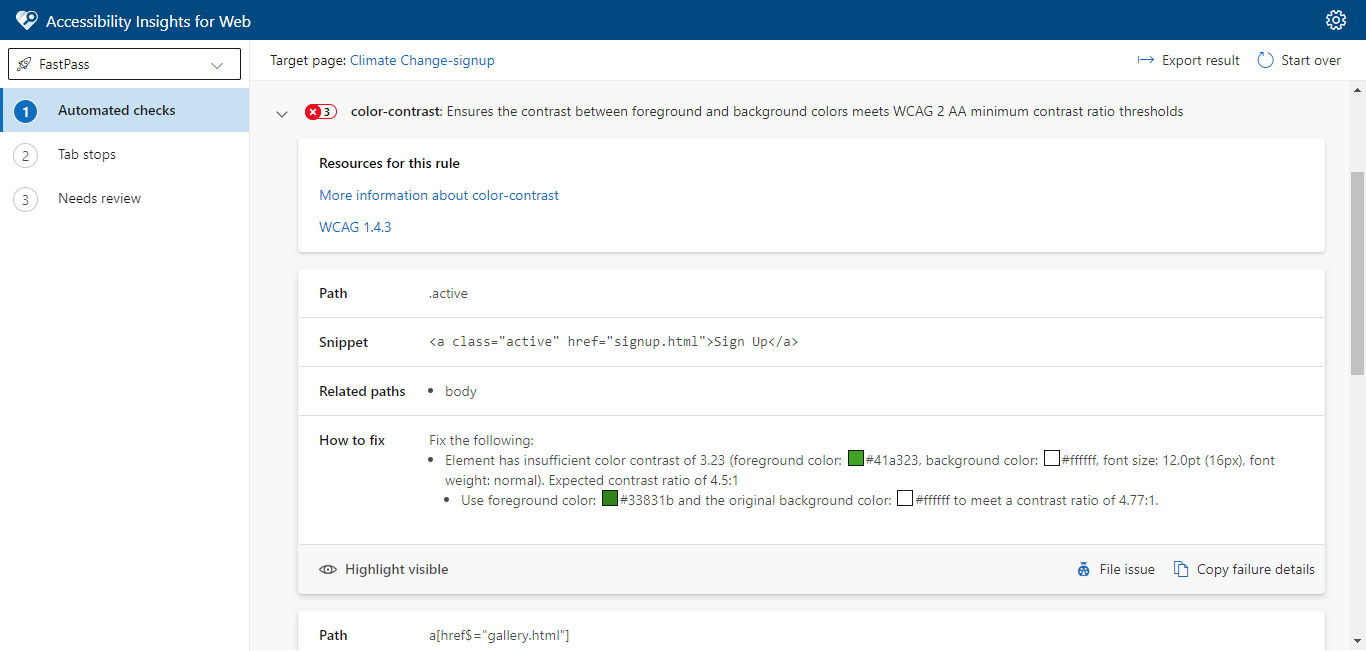 Accessibility Insights for Web
FastPass
Target page: Climate Change-signup
Export result
Start over
1
Automated checks
2
Tab stops
3
Needs review
3
color-contrast: Ensures the contrast between foreground and background colors meets WCAG 2 AA minimum contrast ratio thresholds
Resources for this rule
More information about color-contrast
WCAG 1.4.3
Path .active
Snippet <a class="active" href="signup.html">Sign Up</a>
Related paths • body
How to fix Fix the following:
• Element has insufficient color contrast of 3.23 (foreground color: #41a323, background color: #ffffff, font size: 12.0pt (16px), font
weight: normal). Expected contrast ratio of 4.5:1
• Use foreground color: #33831b and the original background color: #ffffff to meet a contrast ratio of 4.77:1.
Highlight visible
File issue
Copy failure details
Path a[href$="gallery.html"]